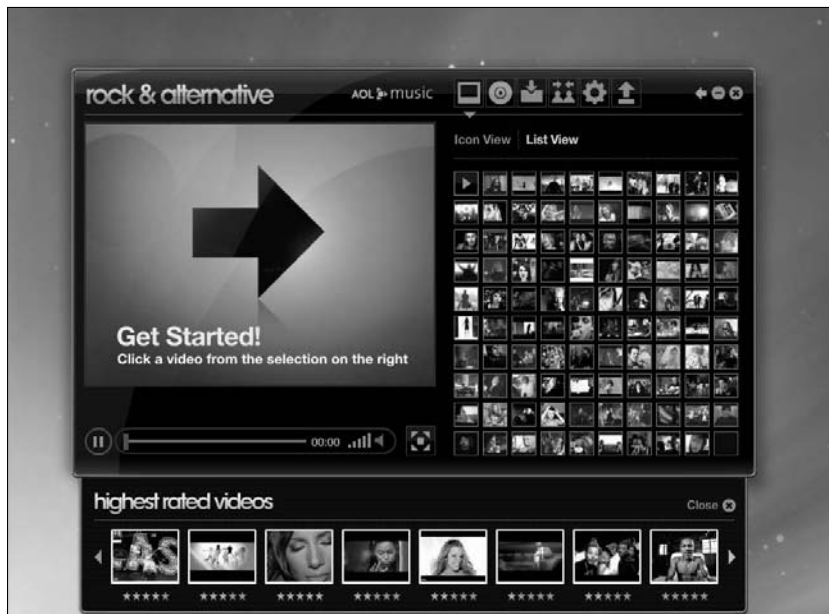 rock & alternative
AOL music
Icon View | List View
Get Started!
Click a video from the selection on the right
00:00
highest rated videos
Close